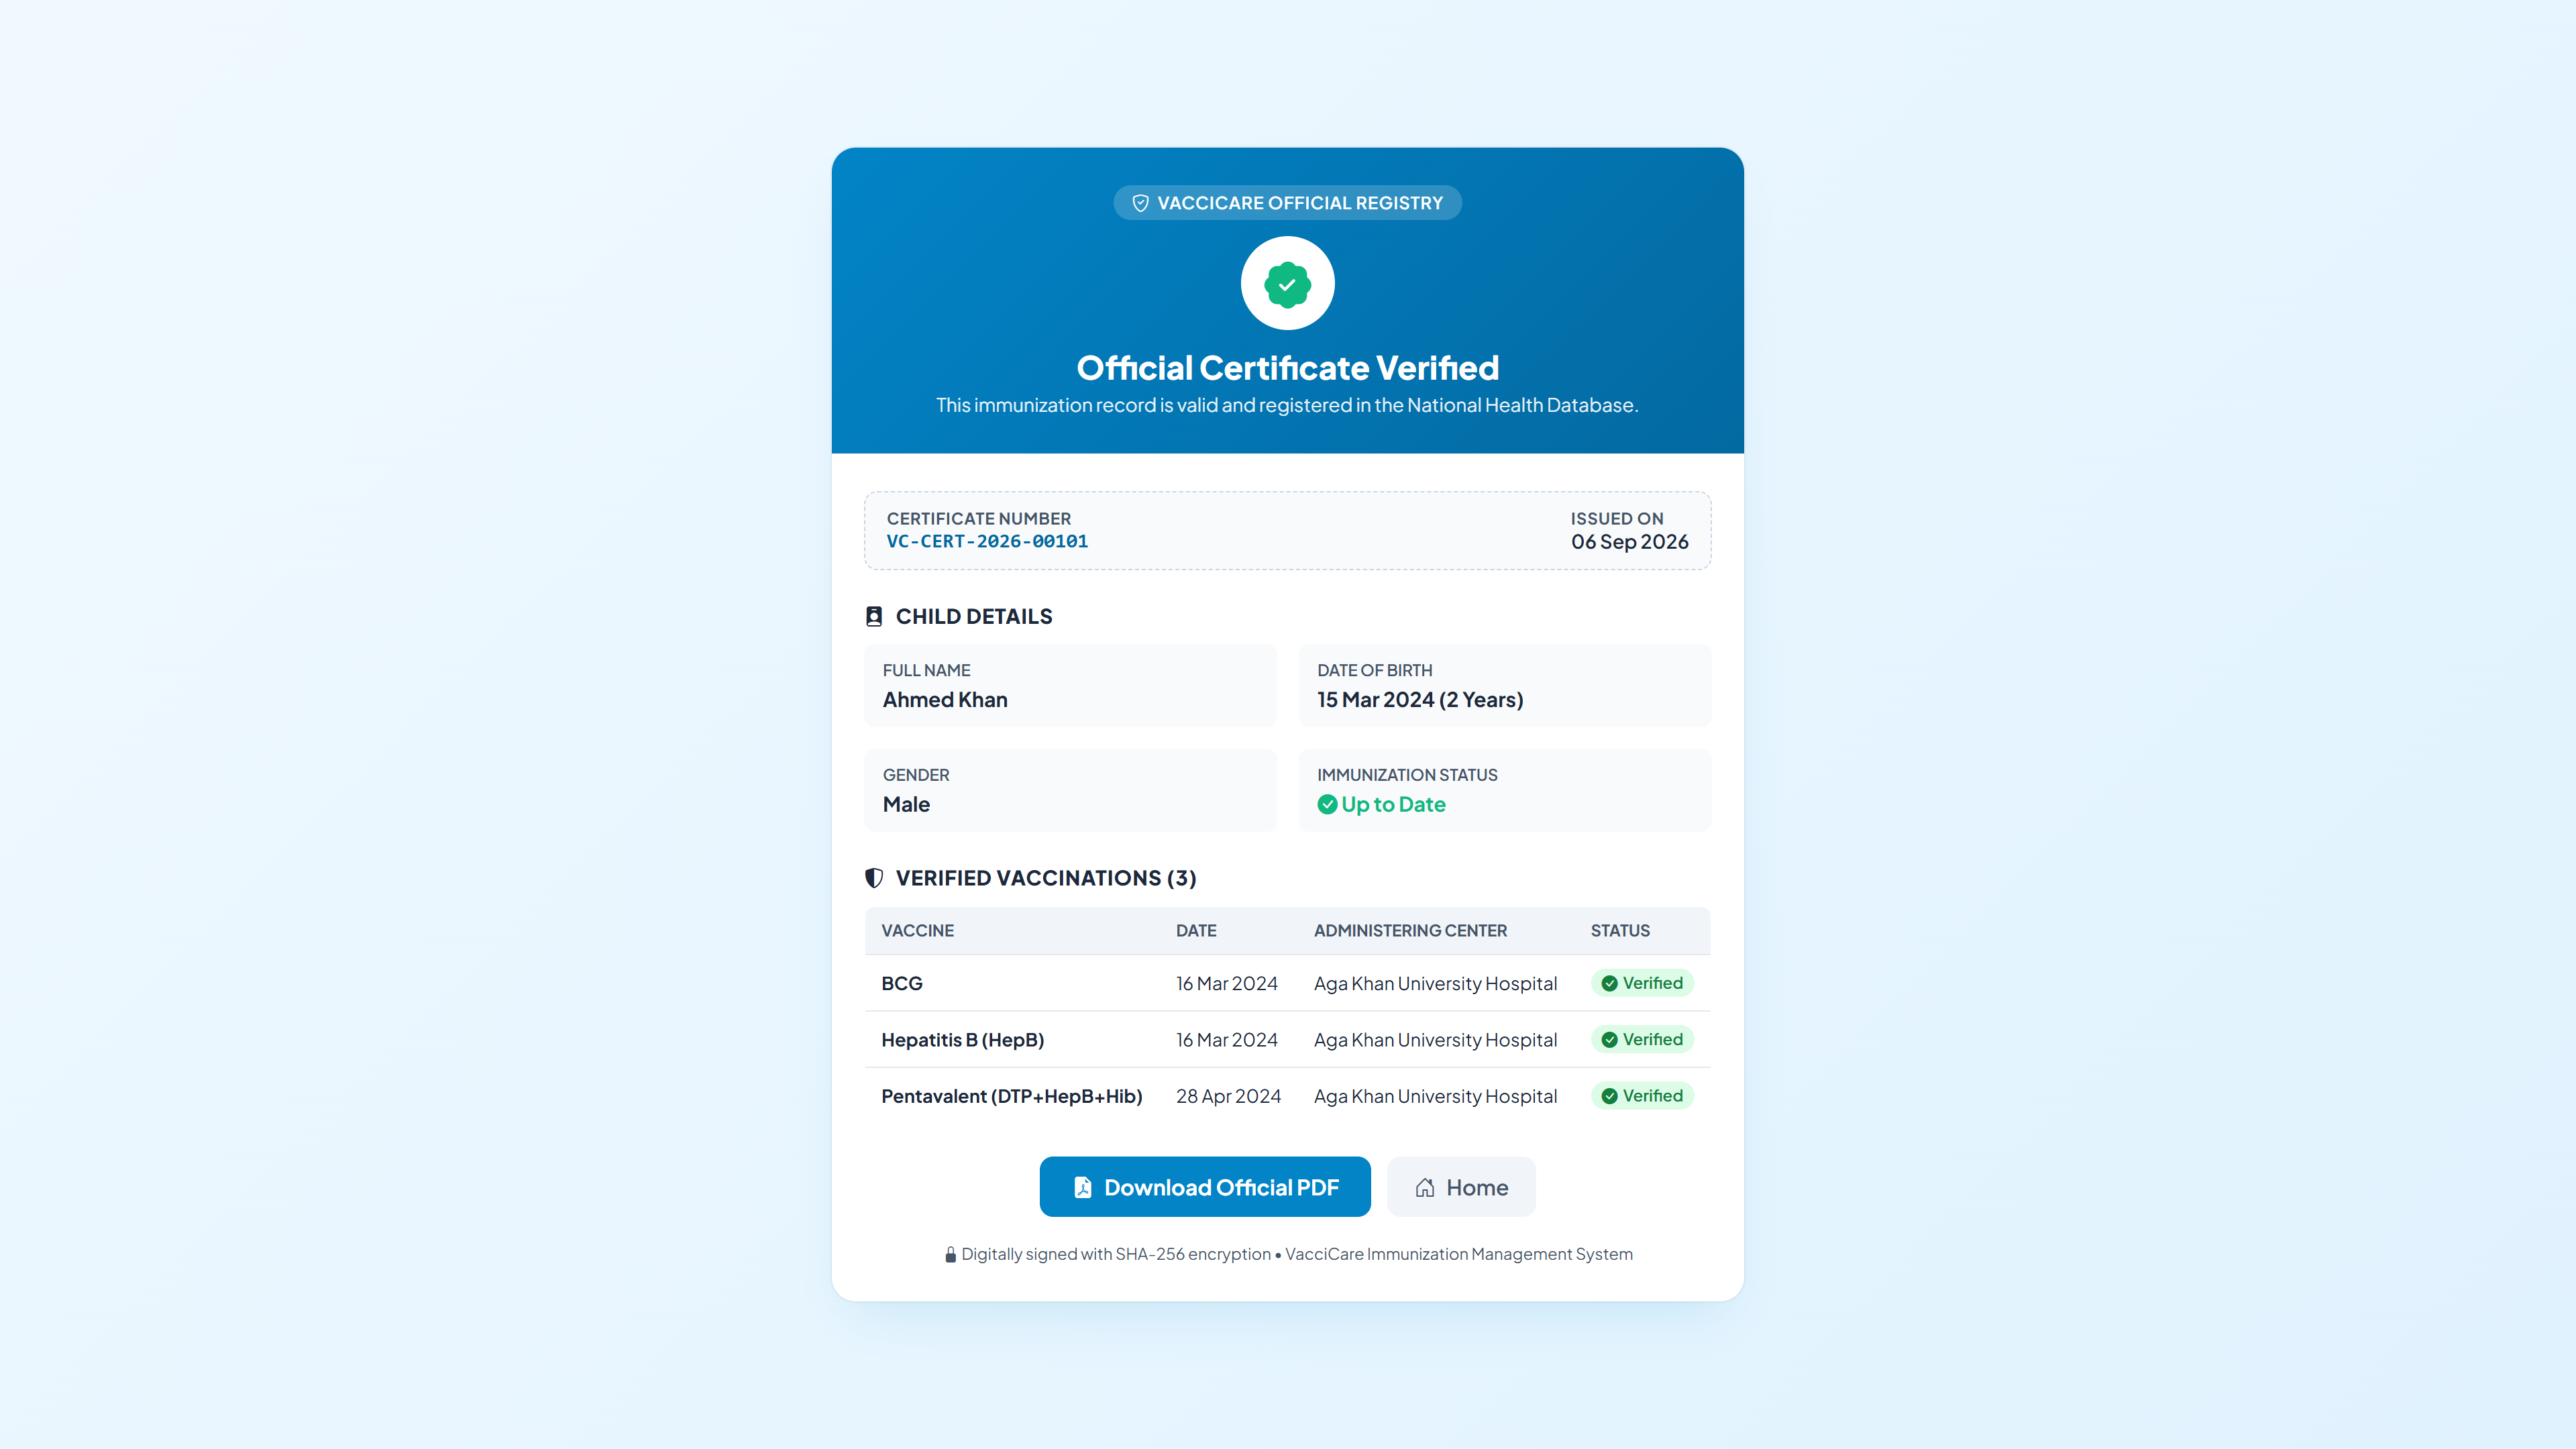 VACCICARE OFFICIAL REGISTRY
Official Certificate Verified
This immunization record is valid and registered in the National Health Database.
CERTIFICATE NUMBER ISSUED ON
VC-CERT-2026-00101 06 Sep 2026
CHILD DETAILS
FULL NAME DATE OF BIRTH
Ahmed Khan 15 Mar 2024 (2 Years)
GENDER IMMUNIZATION STATUS
Male Up to Date
VERIFIED VACCINATIONS (3)
VACCINE DATE ADMINISTERING CENTER STATUS
BCG 16 Mar 2024 Aga Khan University Hospital Verified
Hepatitis B (HepB) 16 Mar 2024 Aga Khan University Hospital Verified
Pentavalent (DTP+HepB+Hib) 28 Apr 2024 Aga Khan University Hospital Verified
Download Official PDF Home
Digitally signed with SHA-256 encryption • VacciCare Immunization Management System